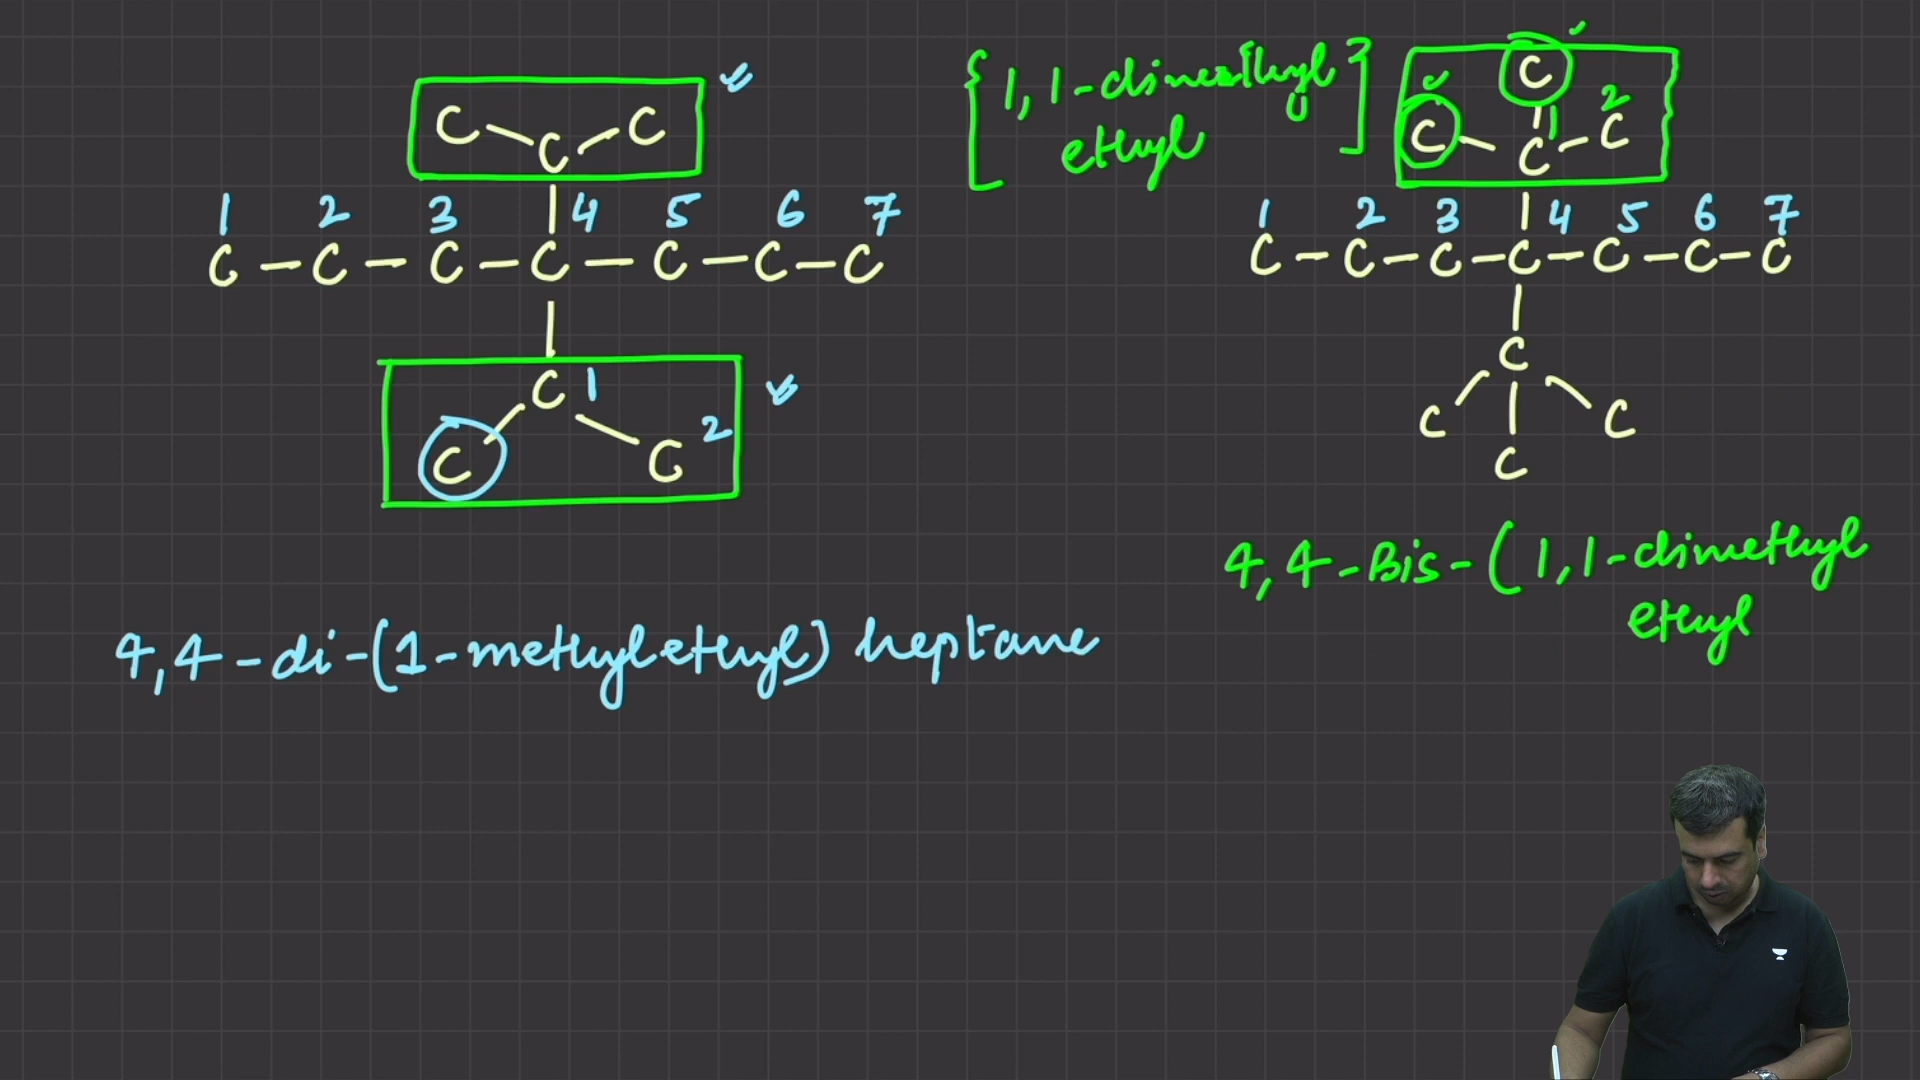 C C
C
1 2 3 4 5 6 7
C - C - C - C - C - C - C
C 1
C C 2
4,4-di-(1-methylethyl) heptane
{1,1-dimethyl
ethyl]
C
C C 1 C 2
1 2 3 4 5 6 7
C-C-C-C-C-C-C
C
C C
C
4,4-Bis-(1,1-dimethyl
ethyl